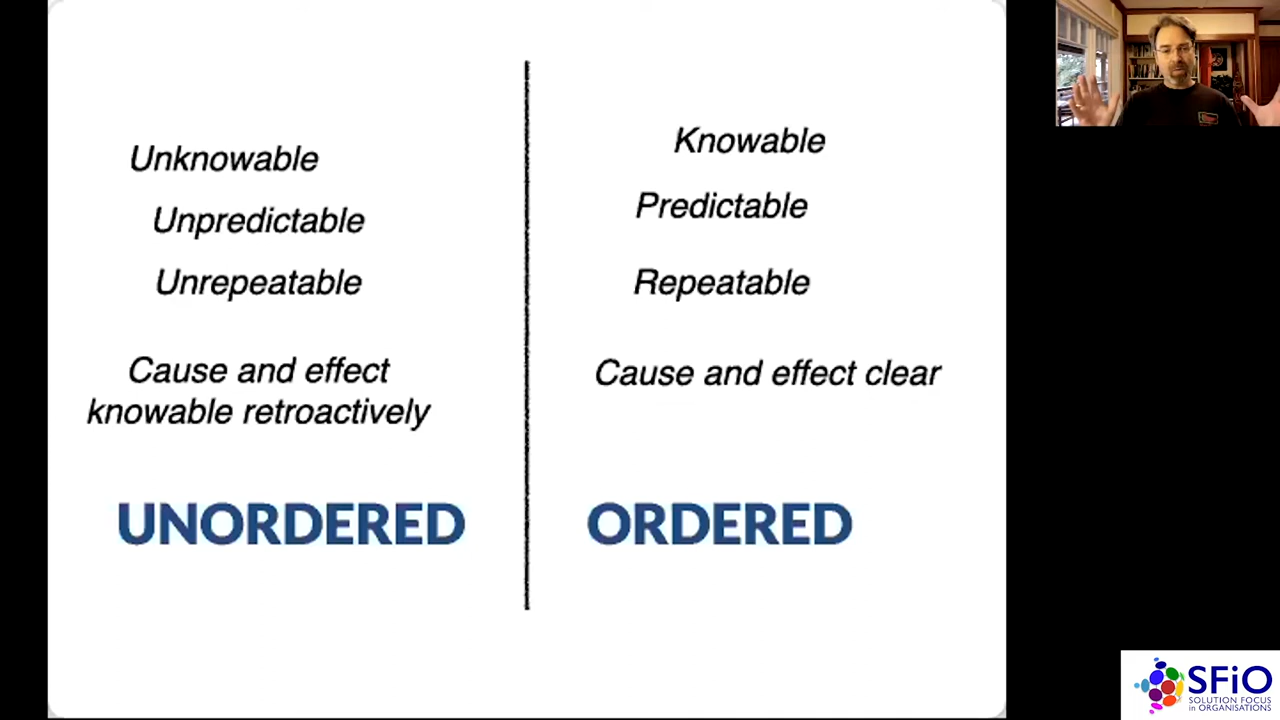 Unknowable
Unpredictable
Unrepeatable
Cause and effect
knowable retroactively
UNORDERED
Knowable
Predictable
Repeatable
Cause and effect clear
ORDERED
SFiO
SOLUTION FOCUS
in ORGANISATIONS